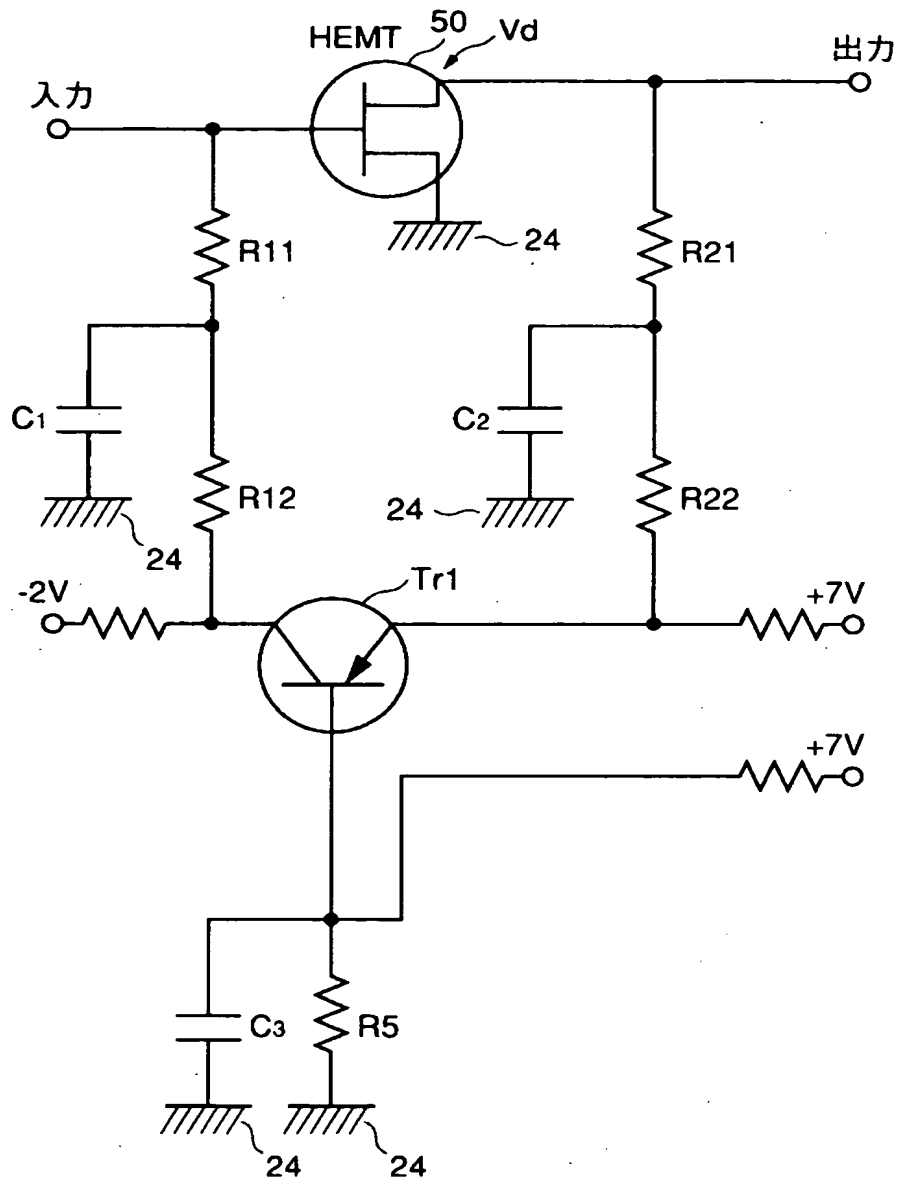 HEMT
50
Vd
出力
入力
R11
24
R21
C1
C2
R12
24
R22
24
-2V
Tr1
+7V
+7V
C3
R5
24
24